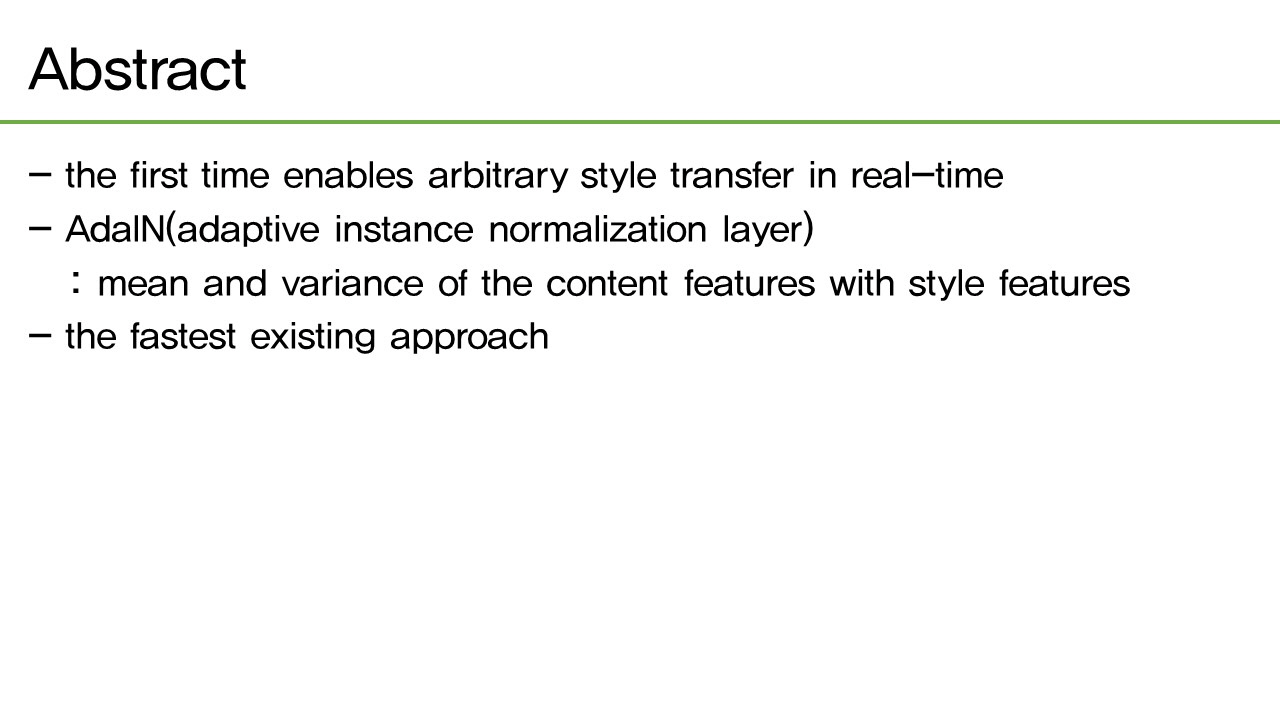 Abstract
- the first time enables arbitrary style transfer in real-time
- AdaIN(adaptive instance normalization layer)
: mean and variance of the content features with style features
- the fastest existing approach